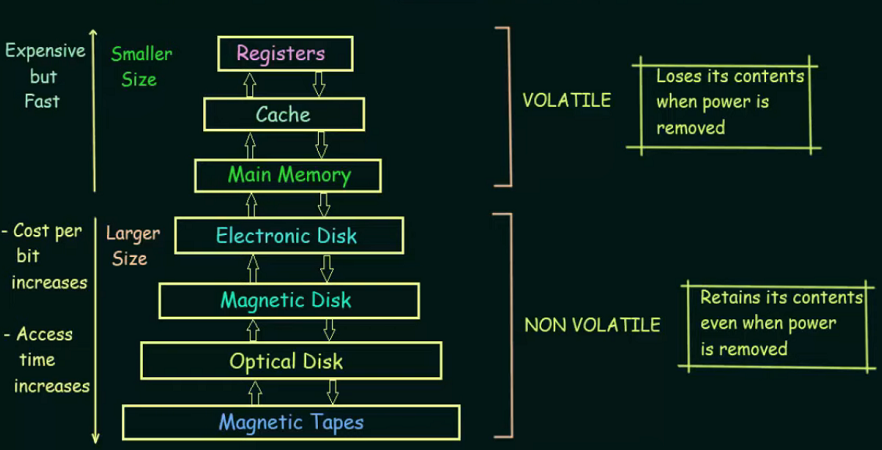 Expensive
but
Fast
Smaller
Size
Registers
Cache
Main Memory
VOLATILE
Loses its contents
when power is
removed
- Cost per
bit
increases
- Access
time
increases
Larger
Size
Electronic Disk
Magnetic Disk
Optical Disk
Magnetic Tapes
NON VOLATILE
Retains its contents
even when power
is removed